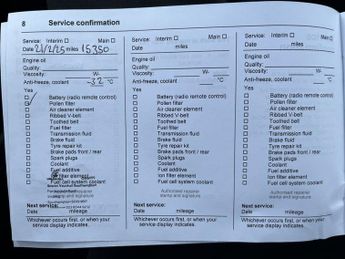 8 Service confirmation
Service: Interim ☐ Main ☐
Date 21/2/25 miles 15350
Engine oil
Quality:
Viscosity: W-
Anti-freeze, coolant -32 °C
Yes
Battery (radio remote control)
Pollen filter
Air cleaner element
Ribbed V-belt
Toothed belt
Fuel filter
Transmission fluid
Brake fluid
Tyre repair kit
Brake pads front / rear
Spark plugs
Coolant
Fuel additive
Ion filter element
Fuel cell system coolant
Next service:
Date mileage
Whichever occurs first, or when your
service display indicates.
Service: Interim ☐ Main ☐
Date miles
Engine oil
Quality:
Viscosity: W-
Anti-freeze, coolant °C
Yes
Battery (radio remote control)
Pollen filter
Air cleaner element
Ribbed V-belt
Toothed belt
Fuel filter
Transmission fluid
Brake fluid
Tyre repair kit
Brake pads front / rear
Spark plugs
Coolant
Fuel additive
Ion filter element
Fuel cell system coolant
Authorised repairer
stamp and signature
Next service:
Date mileage
Whichever occurs first, or when your
service display indicates.
Service: Interim ☐ Main
Date miles
Engine oil
Quality:
Viscosity: W-
Anti-freeze, coolant °C
Yes
Battery (radio remote control)
Pollen filter
Air cleaner element
Ribbed V-belt
Toothed belt
Fuel filter
Transmission fluid
Brake fluid
Tyre repair kit
Brake pads front / rear
Spark plugs
Coolant
Fuel additive
Ion filter element
Fuel cell system coolant
Authorised repairer
stamp and signature
Next service:
Date mileage
Whichever occurs first, or when your
service display indicates.